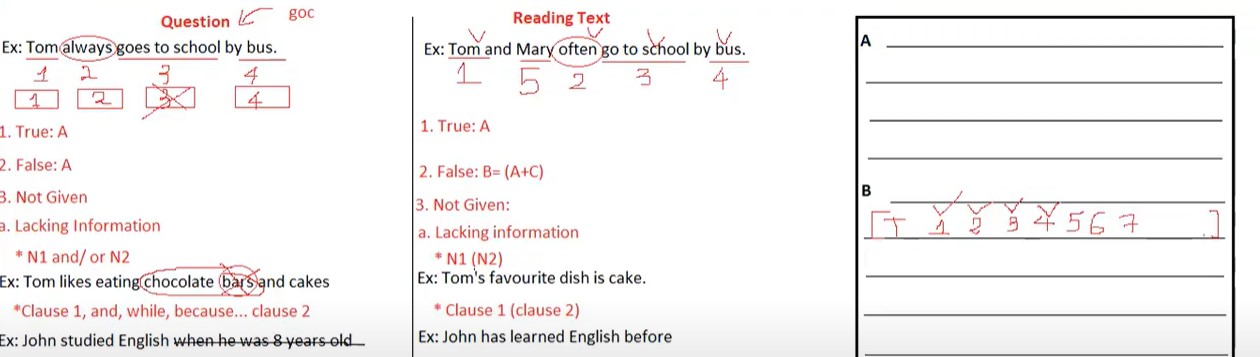 Question goc
Ex: Tom always goes to school by bus.
1 2 3 4
1 2 3 4
1. True: A
2. False: A
3. Not Given
a. Lacking Information
* N1 and/ or N2
Ex: Tom likes eating chocolate bars and cakes
*Clause 1, and, while, because... clause 2
Ex: John studied English when he was 8 years old
Reading Text
Ex: Tom and Mary often go to school by bus.
1 5 2 3 4
1. True: A
2. False: B= (A+C)
3. Not Given:
a. Lacking information
* N1 (N2)
Ex: Tom's favourite dish is cake.
* Clause 1 (clause 2)
Ex: John has learned English before
A
B
[T 1 2 3 4 5 6 7 .]